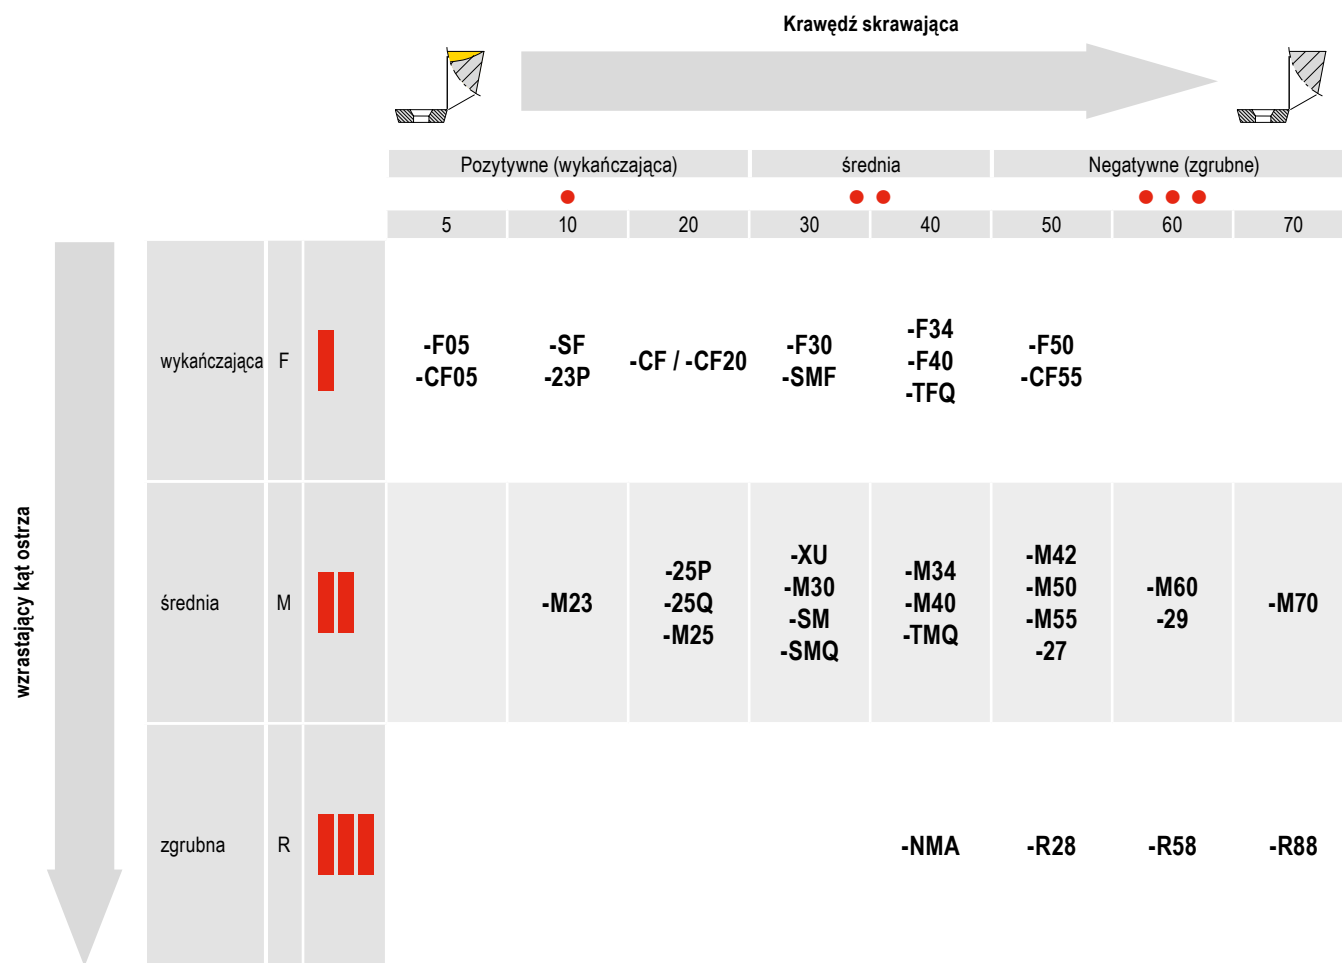 Krawędź skrawająca
Pozytywne (wykańczająca) średnia Negatywne (zgrubne)
5 10 20 30 40 50 60 70
wzrastający kąt ostrza
wykańczająca F
-F05
-CF05
-SF
-23P
-CF / -CF20
-F30
-SMF
-F34
-F40
-TFQ
-F50
-CF55
średnia M
-M23
-25P
-25Q
-M25
-XU
-M30
-SM
-SMQ
-M34
-M40
-TMQ
-M42
-M50
-M55
-27
-M60
-29
-M70
zgrubna R
-NMA
-R28
-R58
-R88